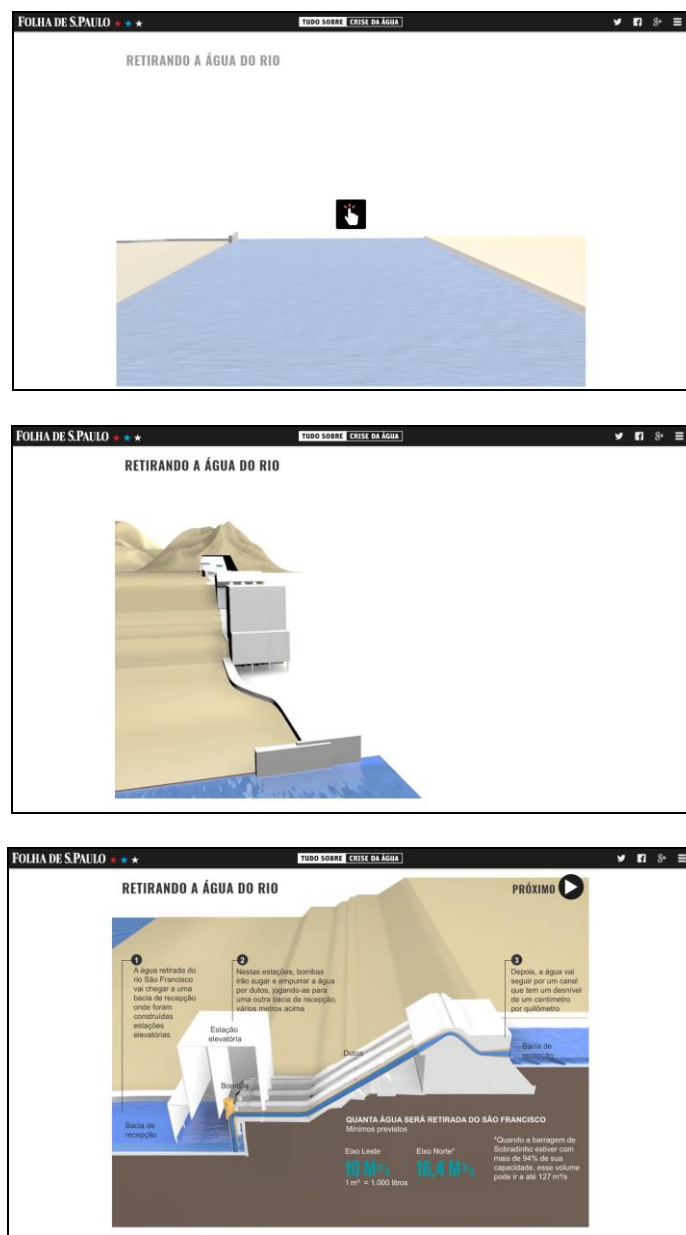 FOLHA DE S.PAULO
TUDO SOBRE CRISE DA ÁGUA
RETIRANDO A ÁGUA DO RIO
FOLHA DE S.PAULO
TUDO SOBRE CRISE DA ÁGUA
RETIRANDO A ÁGUA DO RIO
FOLHA DE S.PAULO
TUDO SOBRE CRISE DA ÁGUA
RETIRANDO A ÁGUA DO RIO
PRÓXIMO
1
A água retirada do
rio São Francisco
vai chegar a uma
bacia de recepção
onde foram
construídas
estações
elevatórias
2
Nestas estações, bombas
irão sugar e empurrar a água
por dutos, jogando-as para
uma outra bacia de recepção,
vários metros acima
3
Depois, a água vai
seguir por um canal
que tem um desnível
de um centímetro
por quilômetro
Estação
elevatória
Dutos
Bacia de
recepção
Bombas
Bacia de
recepção
QUANTA ÁGUA SERÁ RETIRADA DO SÃO FRANCISCO
Mínimos previstos
Eixo Leste
10 M³/s
1 m³ = 1.000 litros
Eixo Norte*
16,4 M³/s
*Quando a barragem de
Sobradinho estiver com
mais de 94% de sua
capacidade, esse volume
pode ir a até 127 m³/s